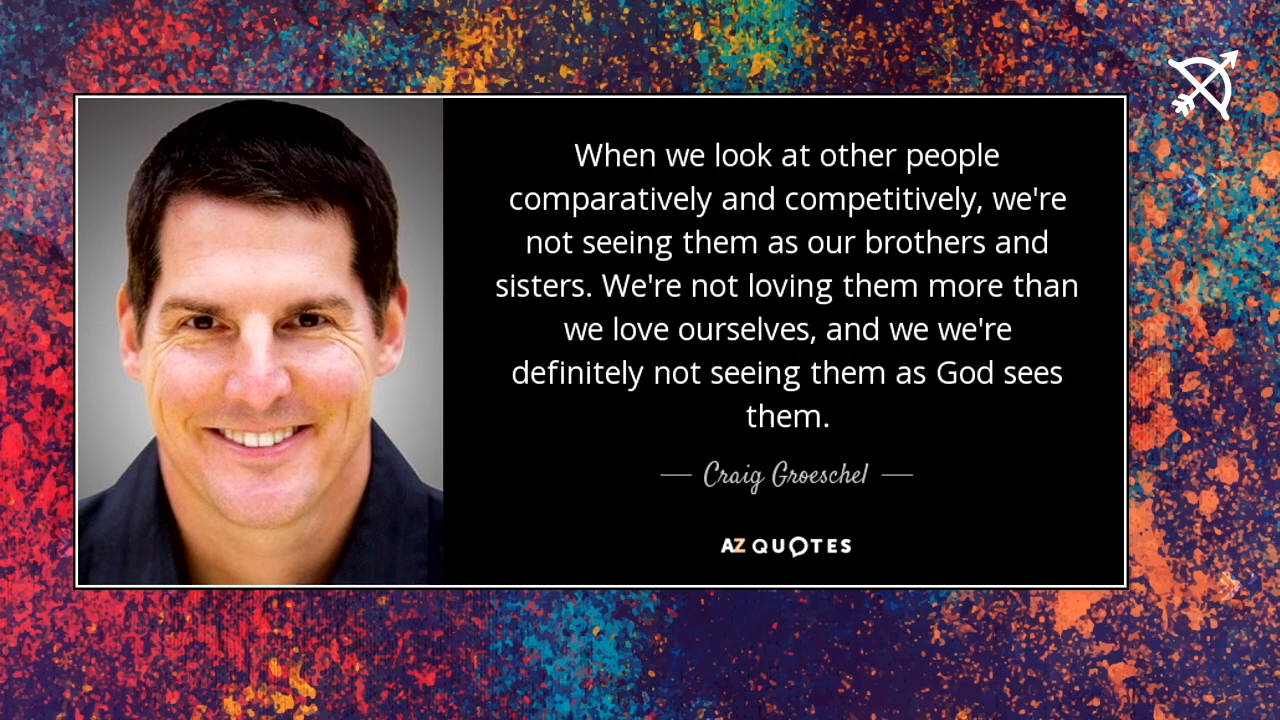 When we look at other people
comparatively and competitively, we're
not seeing them as our brothers and
sisters. We're not loving them more than
we love ourselves, and we we're
definitely not seeing them as God sees
them.
Craig Groeschel
AZ QUOTES